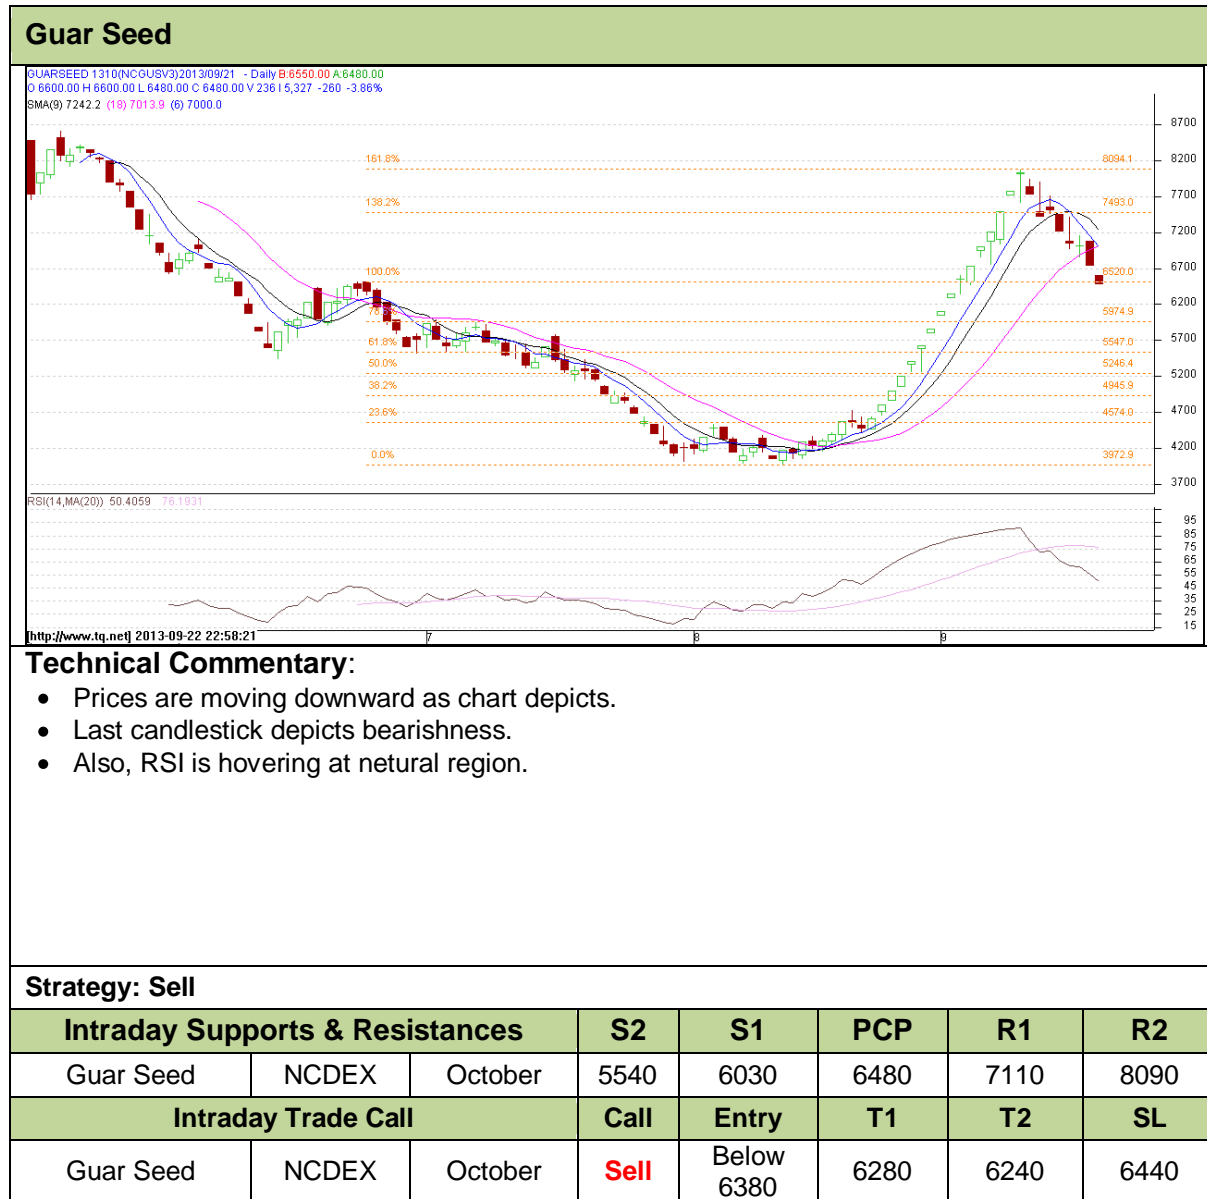 Guar Seed
GUARSEED 1310(NCGUSV3)2013/09/21 - Daily B:6550.00 A:6480.00
O 6600.00 H 6600.00 L 6480.00 C 6480.00 V 236 I 5,327 -260 -3.86%
SMA(9) 7242.2 (18) 7013.9 (6) 7000.0
8700
161.8% 8094.1 8200
138.2% 7493.0 7700
7200
100.0% 6520.0 6700
5974.9 6200
61.8% 5547.0 5700
50.0% 5246.4 5200
38.2% 4945.9
23.6% 4574.0 4700
4200
0.0% 3972.9
3700
RSI(14,MA(20)) 50.4059 76.1931
95
85
75
65
55
45
35
25
15
[http://www.tq.net] 2013-09-22 22:58:21 7 8 9
Technical Commentary:
• Prices are moving downward as chart depicts.
• Last candlestick depicts bearishness.
• Also, RSI is hovering at netural region.
Strategy: Sell
Intraday Supports & Resistances S2 S1 PCP R1 R2
Guar Seed NCDEX October 5540 6030 6480 7110 8090
Intraday Trade Call Call Entry T1 T2 SL
Guar Seed NCDEX October Sell Below 6380 6280 6240 6440